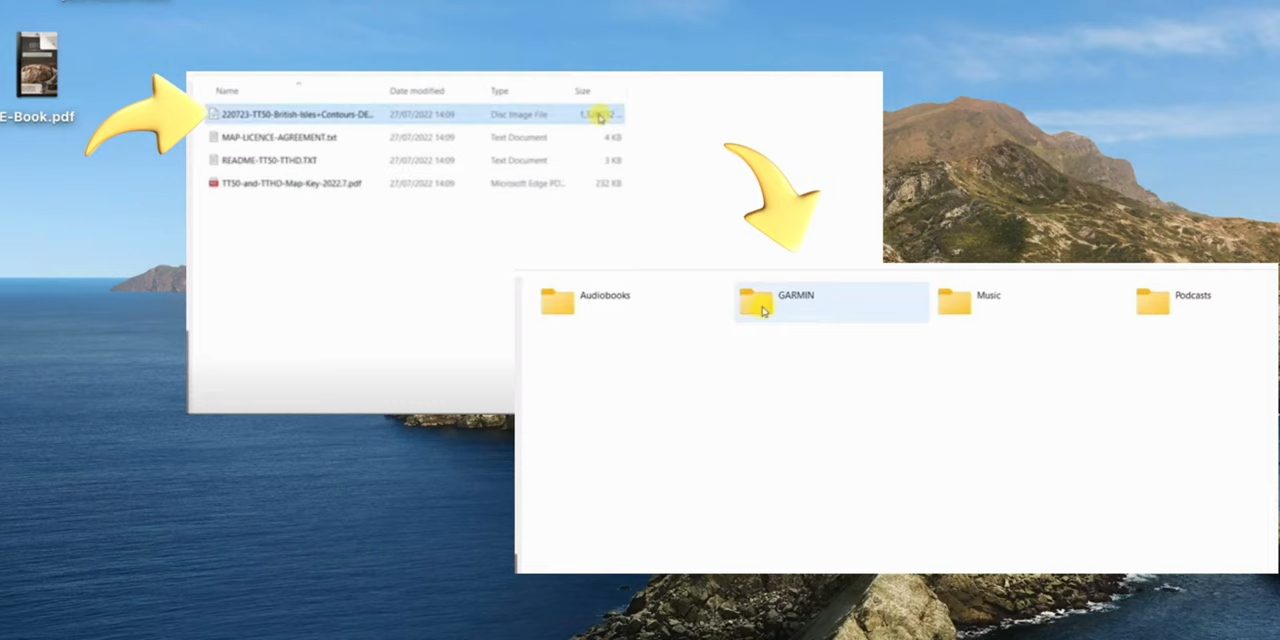 E-Book.pdf
Name Date modified Type Size
220723-TT50-British-Isles+Contours-DE... 27/07/2022 14:09 Disc Image File
MAP-LICENCE-AGREEMENT.txt 27/07/2022 14:09 Text Document 4 KB
README-TT50-TTHD.TXT 27/07/2022 14:09 Text Document 3 KB
TT50-and-TTHD-Map-Key-2022.7.pdf 27/07/2022 14:09 Microsoft Edge PD... 232 KB
Audiobooks GARMIN Music Podcasts